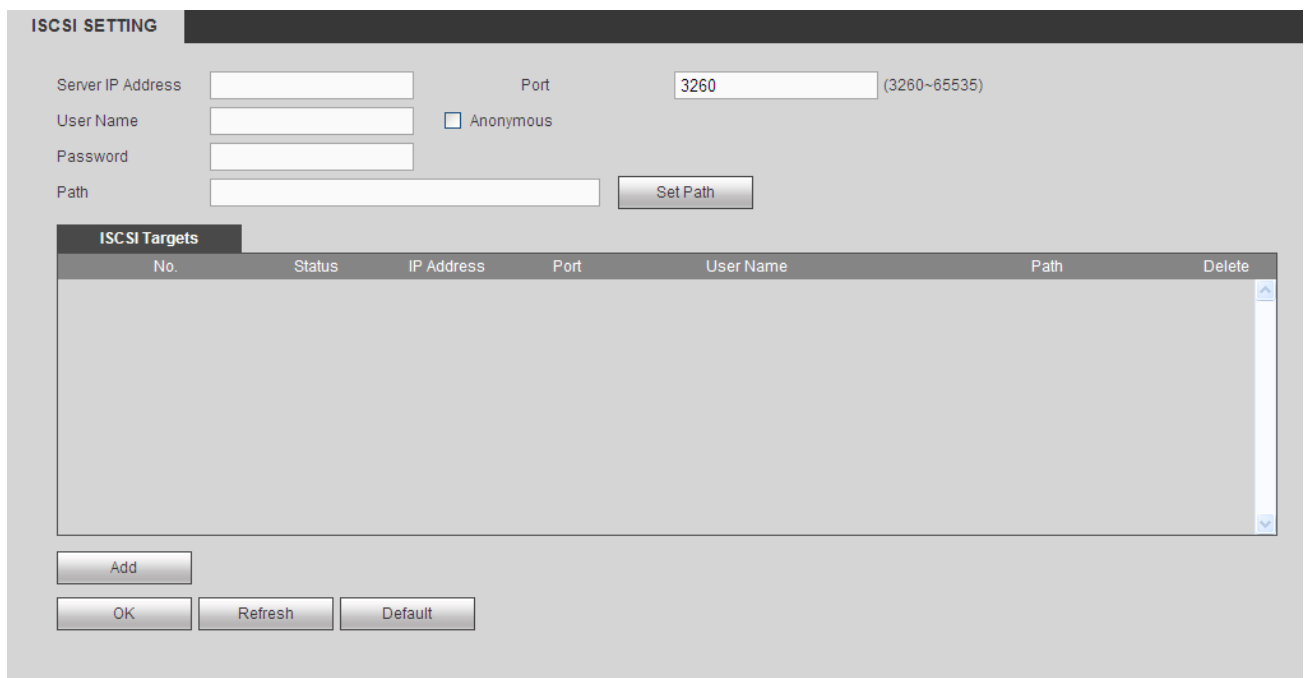 ISCSI SETTING
Server IP Address Port 3260 (3260~65535)
User Name Anonymous
Password
Path Set Path
ISCSI Targets
No. Status IP Address Port User Name Path Delete
Add
OK Refresh Default